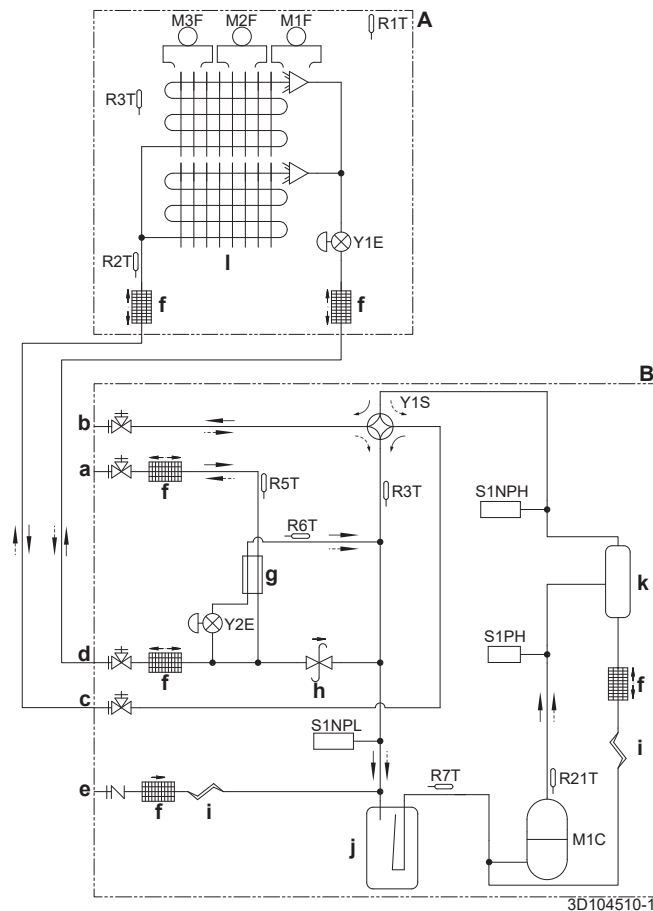 M3F M2F M1F
R1T
A
R3T
Y1E
R2T
l
f
f
B
b
Y1S
a
f
R5T
R3T
S1NPH
R6T
g
k
Y2E
S1PH
d
f
h
f
c
S1NPL
i
e
f
i
R7T
R21T
j
M1C
3D104510-1